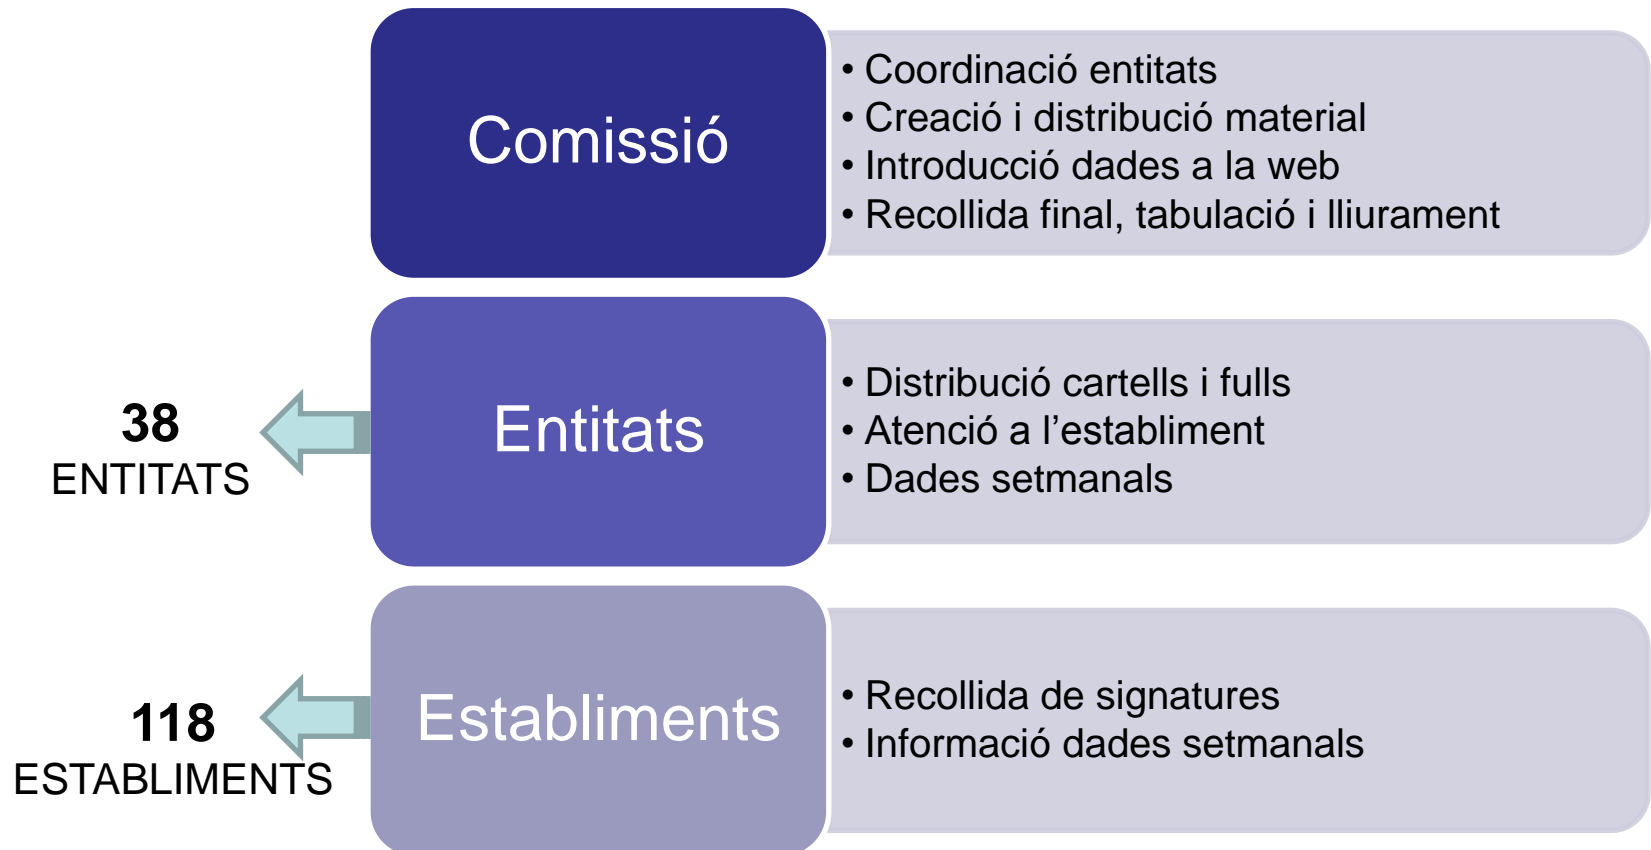 Comissió
• Coordinació entitats
• Creació i distribució material
• Introducció dades a la web
• Recollida final, tabulació i lliurament
38
ENTITATS
Entitats
• Distribució cartells i fulls
• Atenció a l’establiment
• Dades setmanals
118
ESTABLIMENTS
Establiments
• Recollida de signatures
• Informació dades setmanals